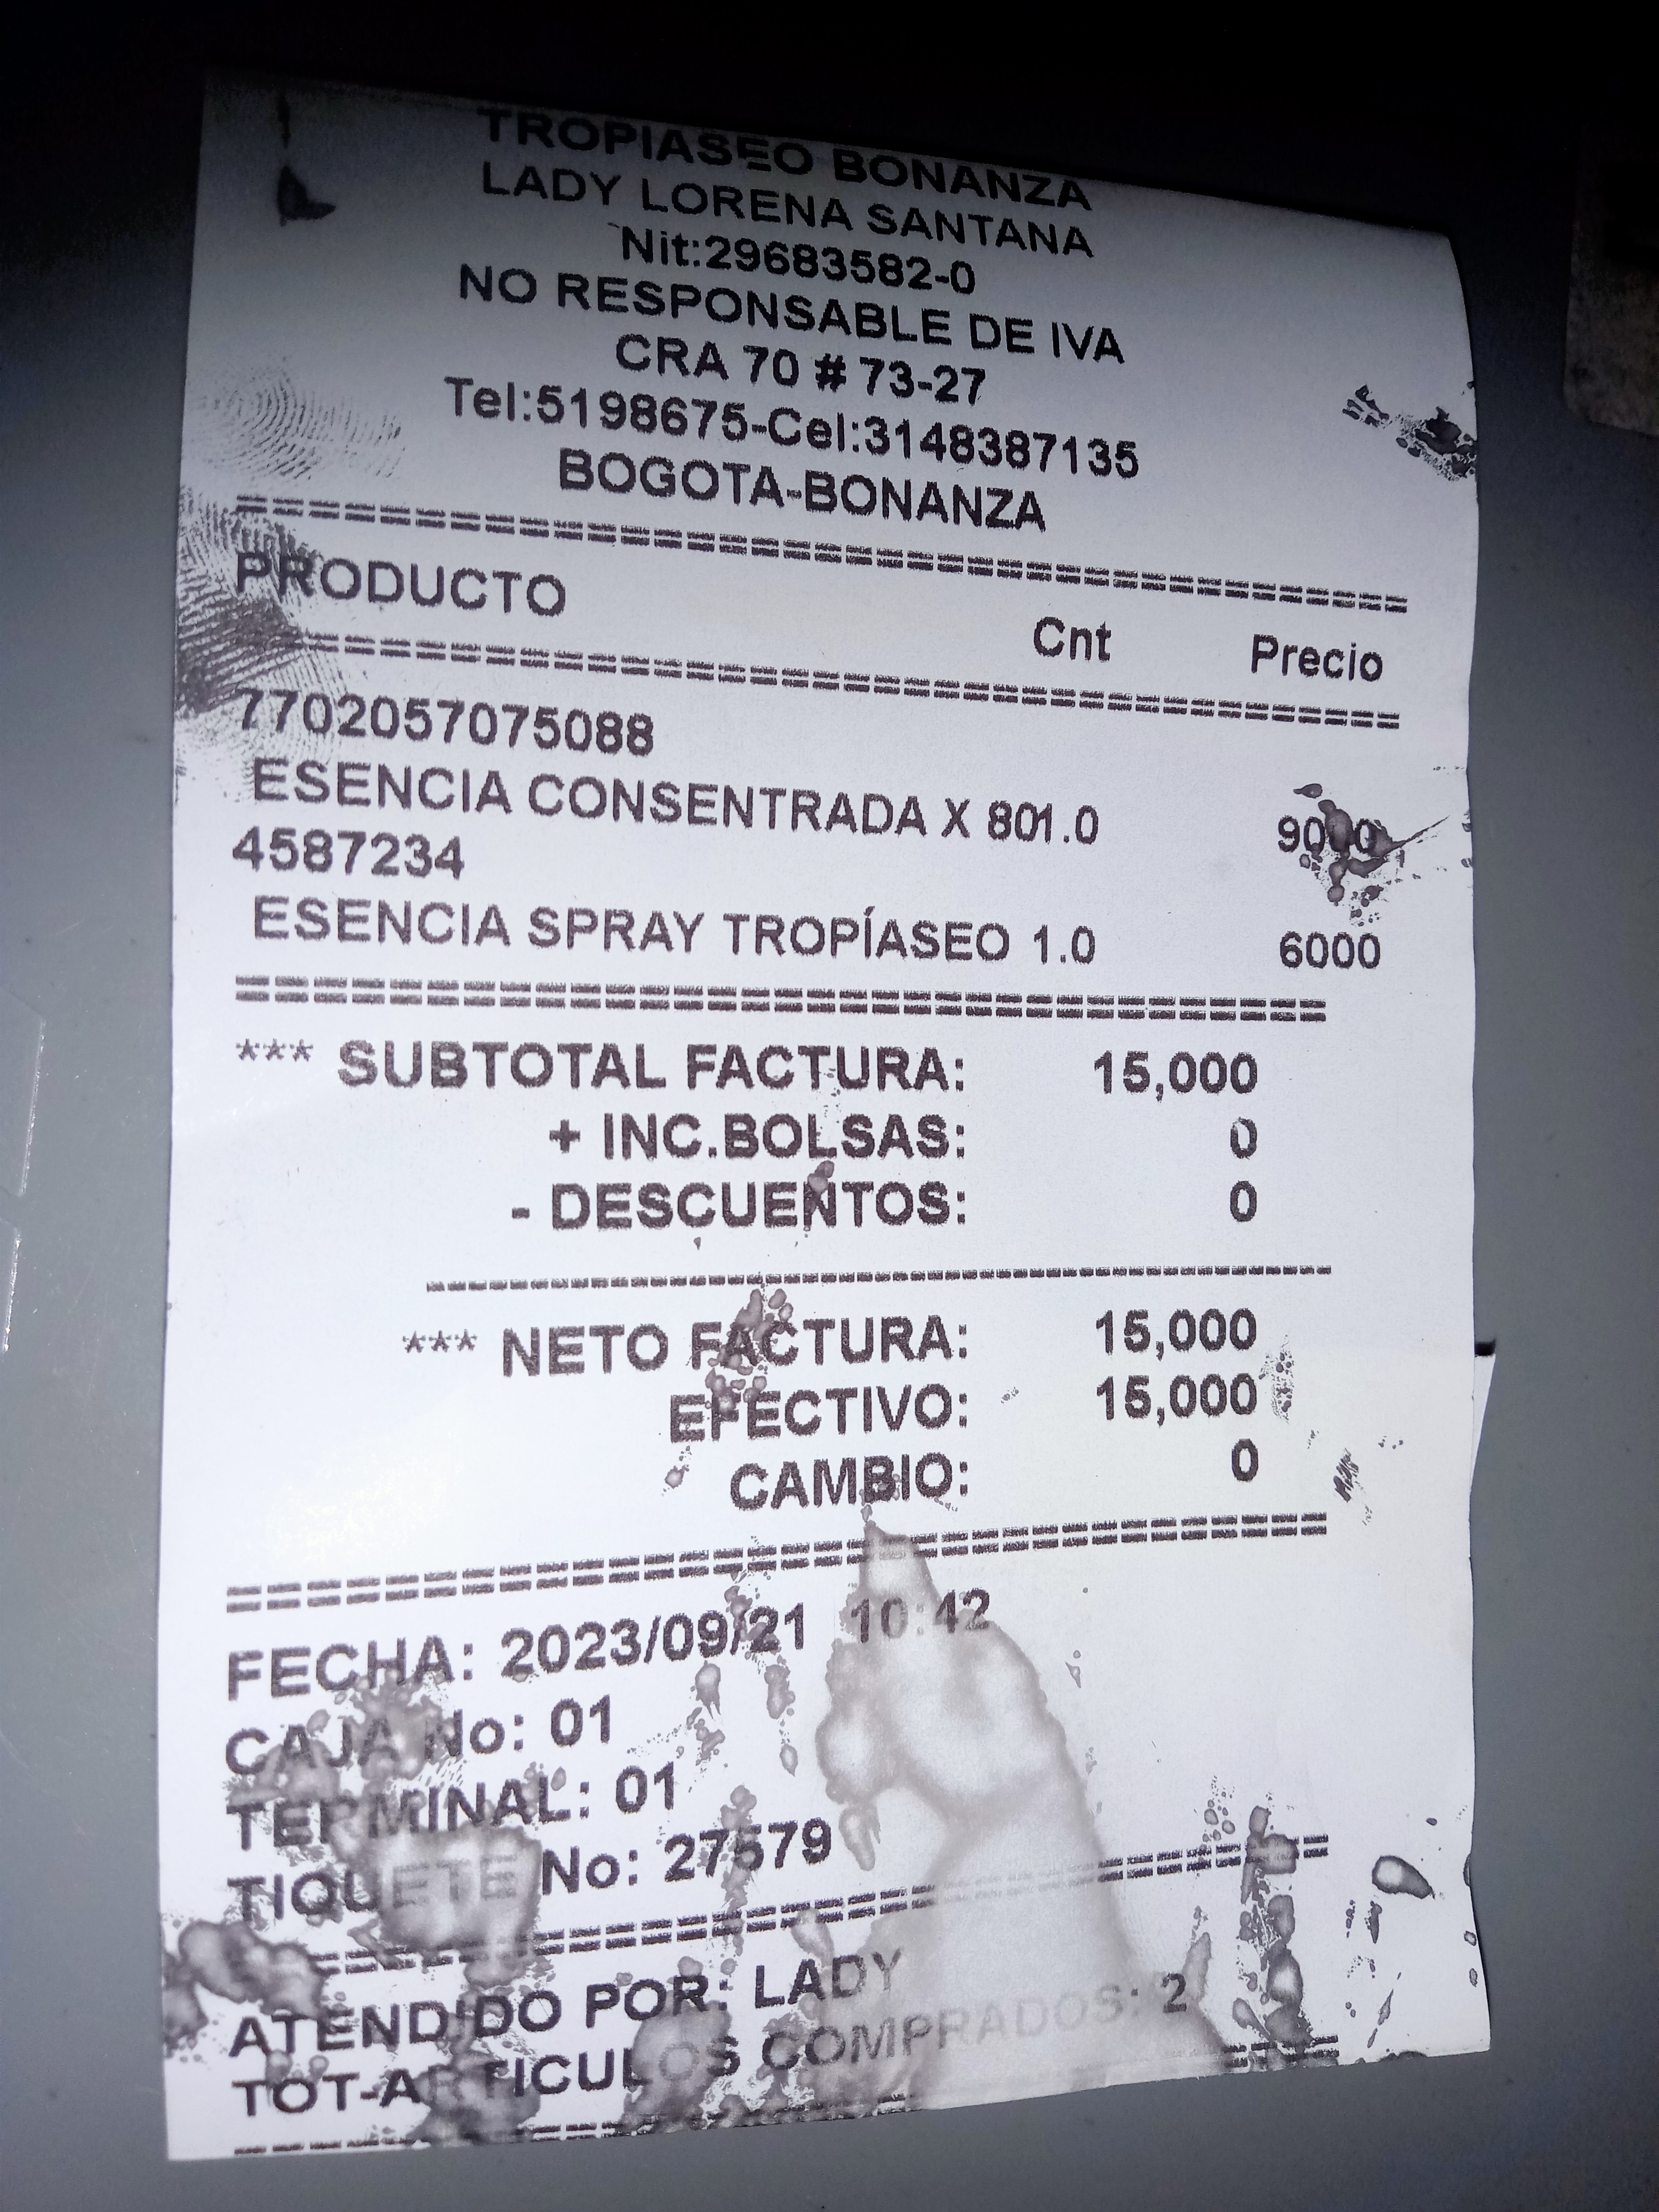 TROPIASEO BONANZA
LADY LORENA SANTANA
Nit:29683582-0
NO RESPONSABLE DE IVA
CRA 70 # 73-27
Tel:5198675-Cel:3148387135
BOGOTA-BONANZA
PRODUCTO Cnt Precio
7702057075088
ESENCIA CONSENTRADA X 801.0 9000
4587234
ESENCIA SPRAY TROPÍASEO 1.0 6000
*** SUBTOTAL FACTURA: 15,000
+ INC.BOLSAS: 0
- DESCUENTOS: 0
*** NETO FACTURA: 15,000
EFECTIVO: 15,000
CAMBIO: 0
FECHA: 2023/09/21 10:42
CAJA No: 01
TERMINAL: 01
TIQUETE No: 27579
ATENDIDO POR: LADY
TOT-ARTICULOS COMPRADOS: 2